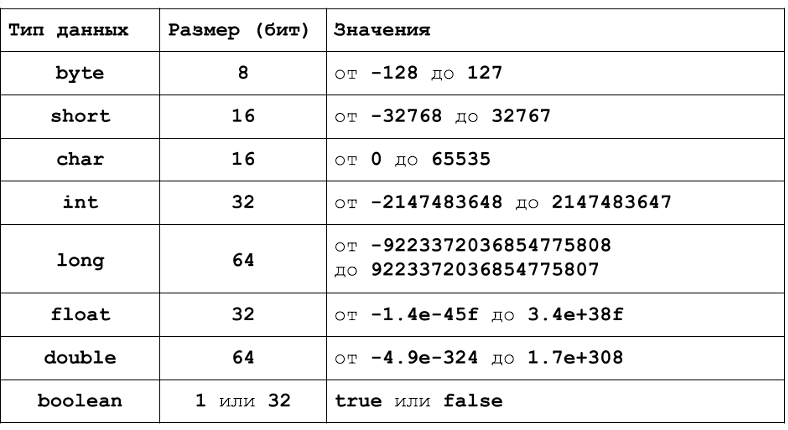 Тип данных Размер (бит) Значения
byte 8 от -128 до 127
short 16 от -32768 до 32767
char 16 от 0 до 65535
int 32 от -2147483648 до 2147483647
long 64 от -9223372036854775808
до 9223372036854775807
float 32 от -1.4e-45f до 3.4e+38f
double 64 от -4.9e-324 до 1.7e+308
boolean 1 или 32 true или false